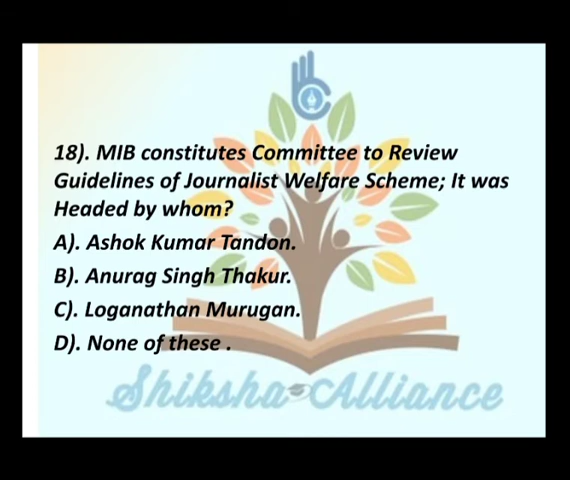 18). MIB constitutes Committee to Review
Guidelines of Journalist Welfare Scheme; It was
Headed by whom?
A). Ashok Kumar Tandon.
B). Anurag Singh Thakur.
C). Loganathan Murugan.
D). None of these .
Shiksha Alliance